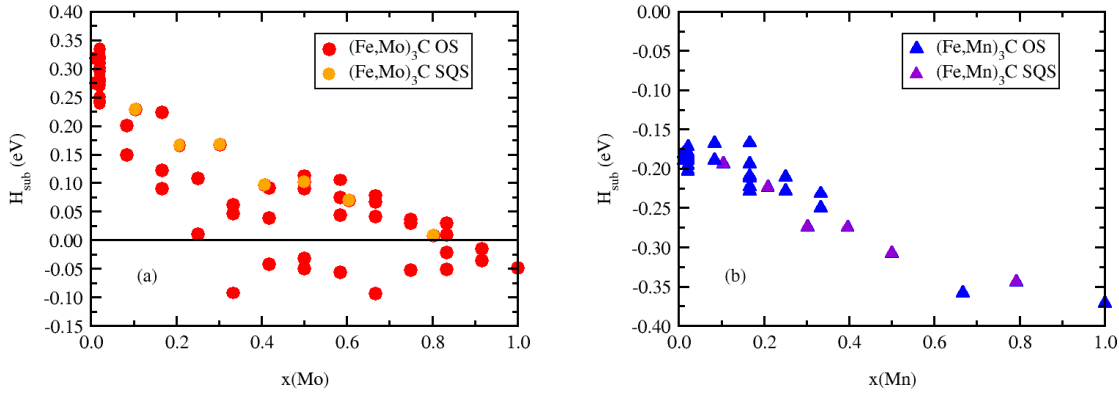 0.40
0.35
0.30
0.25
0.20
0.15
0.10
0.05
0.00
-0.05
-0.10
-0.15
H_sub (eV)
0.0 0.2 0.4 0.6 0.8 1.0
x(Mo)
(Fe,Mo)₃C OS
(Fe,Mo)₃C SQS
(a)
0.00
-0.05
-0.10
-0.15
-0.20
-0.25
-0.30
-0.35
-0.40
H_sub (eV)
0.0 0.2 0.4 0.6 0.8 1.0
x(Mn)
(Fe,Mn)₃C OS
(Fe,Mn)₃C SQS
(b)